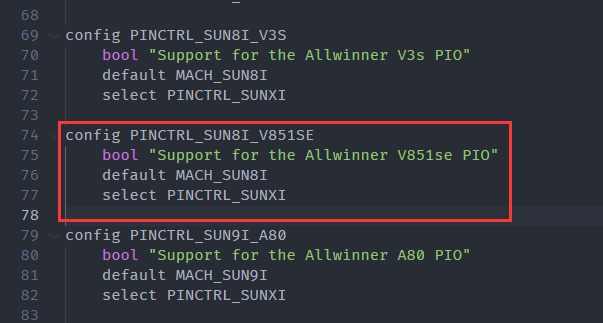 68
69 config PINCTRL_SUN8I_V3S
70 bool "Support for the Allwinner V3s PIO"
71 default MACH_SUN8I
72 select PINCTRL_SUNXI
73
74 config PINCTRL_SUN8I_V851SE
75 bool "Support for the Allwinner V851se PIO"
76 default MACH_SUN8I
77 select PINCTRL_SUNXI
78
79 config PINCTRL_SUN9I_A80
80 bool "Support for the Allwinner A80 PIO"
81 default MACH_SUN9I
82 select PINCTRL_SUNXI
83